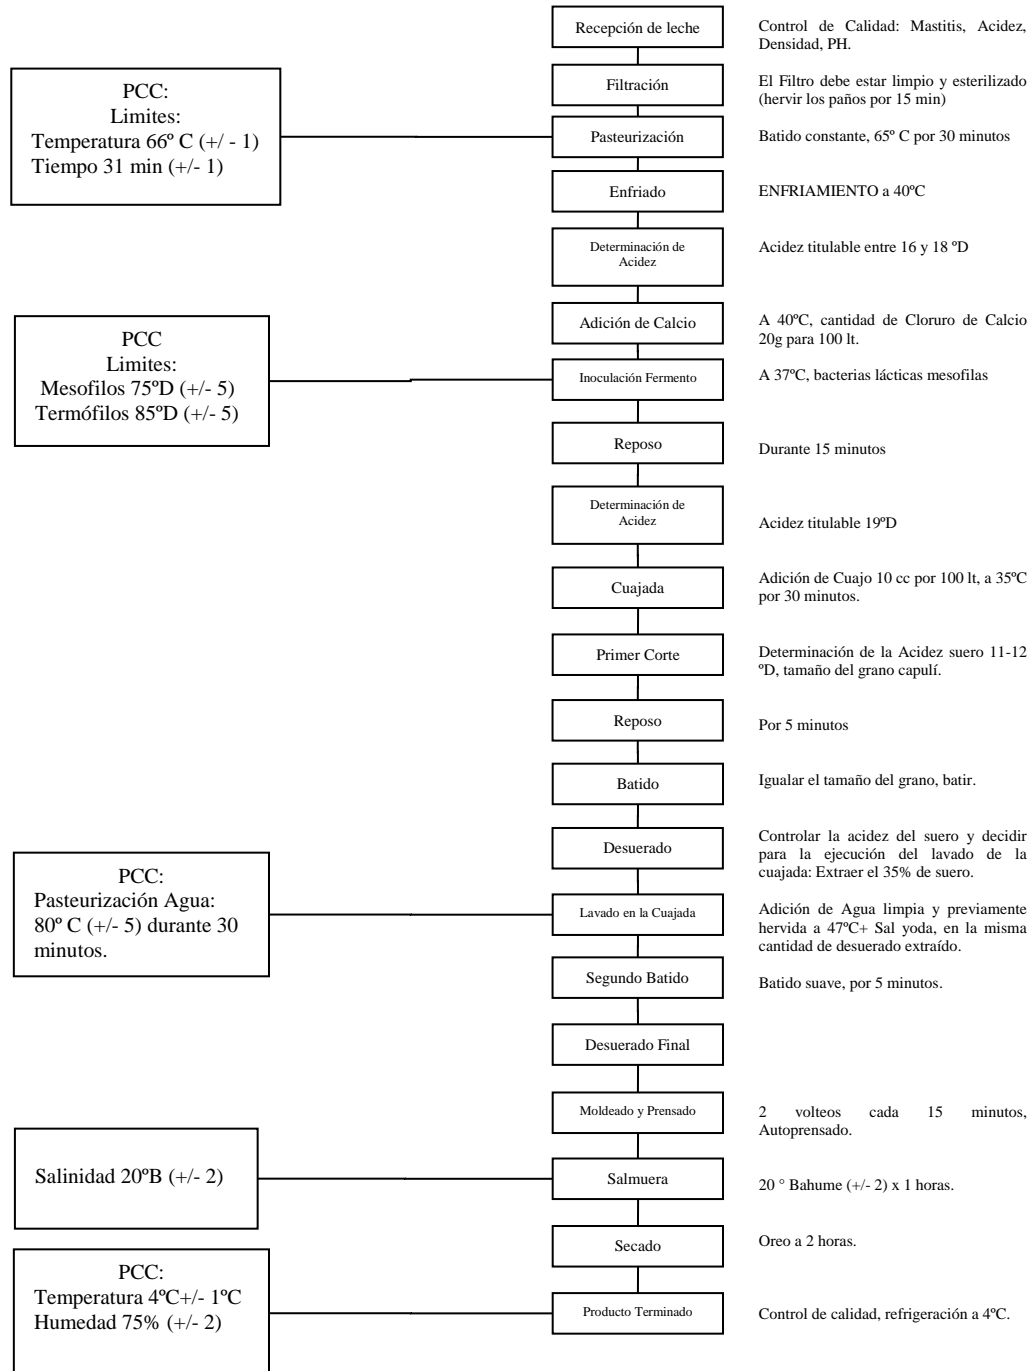 Recepción de leche
Control de Calidad: Mastitis, Acidez,
Densidad, PH.
Filtración
El Filtro debe estar limpio y esterilizado
(hervir los paños por 15 min)
PCC:
Limites:
Temperatura 66º C (+/ - 1)
Tiempo 31 min (+/- 1)
Pasteurización
Batido constante, 65º C por 30 minutos
Enfriado
ENFRIAMIENTO a 40ºC
Determinación de
Acidez
Acidez titulable entre 16 y 18 ºD
Adición de Calcio
A 40ºC, cantidad de Cloruro de Calcio
20g para 100 lt.
PCC
Limites:
Mesofilos 75ºD (+/- 5)
Termófilos 85ºD (+/- 5)
Inoculación Fermento
A 37ºC, bacterias lácticas mesofilas
Reposo
Durante 15 minutos
Determinación de
Acidez
Acidez titulable 19ºD
Cuajada
Adición de Cuajo 10 cc por 100 lt, a 35ºC
por 30 minutos.
Primer Corte
Determinación de la Acidez suero 11-12
ºD, tamaño del grano capulí.
Reposo
Por 5 minutos
Batido
Igualar el tamaño del grano, batir.
Desuerado
Controlar la acidez del suero y decidir
para la ejecución del lavado de la
cuajada: Extraer el 35% de suero.
PCC:
Pasteurización Agua:
80º C (+/- 5) durante 30
minutos.
Lavado en la Cuajada
Adición de Agua limpia y previamente
hervida a 47ºC+ Sal yoda, en la misma
cantidad de desuerado extraído.
Segundo Batido
Batido suave, por 5 minutos.
Desuerado Final
Moldeado y Prensado
2 volteos cada 15 minutos,
Autoprensado.
Salinidad 20ºB (+/- 2)
Salmuera
20 ° Bahume (+/- 2) x 1 horas.
Secado
Oreo a 2 horas.
PCC:
Temperatura 4ºC+/- 1ºC
Humedad 75% (+/- 2)
Producto Terminado
Control de calidad, refrigeración a 4ºC.